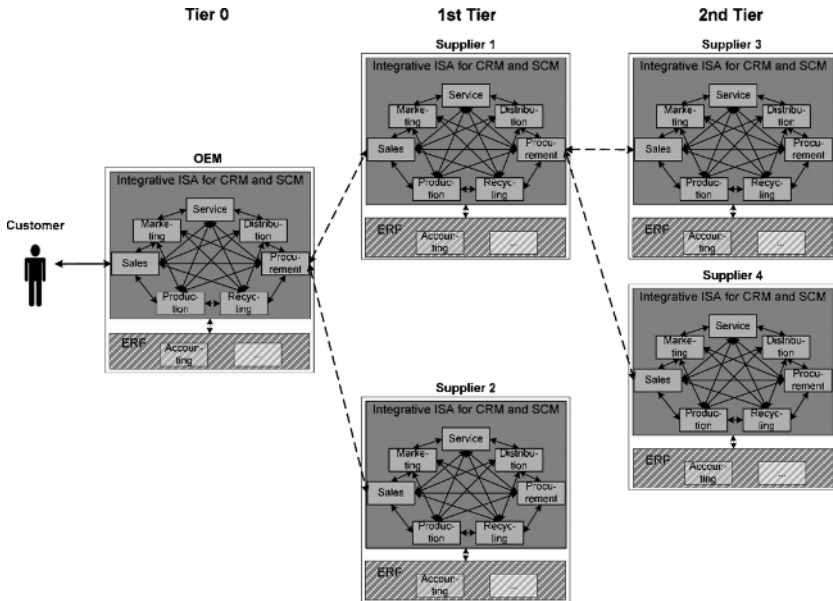 Tier 0
1st Tier
2nd Tier
Supplier 1
Integrative ISA for CRM and SCM
Service
Marke-
ting
Distribu-
tion
Sales
Procu-
rement
Produc-
tion
Recyc-
ling
ERP
Accoun-
ting
...
Supplier 3
Integrative ISA for CRM and SCM
Service
Marke-
ting
Distribu-
tion
Sales
Procu-
rement
Produc-
tion
Recyc-
ling
ERP
Accoun-
ting
...
OEM
Integrative ISA for CRM and SCM
Service
Marke-
ting
Distribu-
tion
Sales
Procu-
rement
Produc-
tion
Recyc-
ling
ERP
Accoun-
ting
...
Customer
Supplier 4
Integrative ISA for CRM and SCM
Service
Marke-
ting
Distribu-
tion
Sales
Procu-
rement
Produc-
tion
Recyc-
ling
ERP
Accoun-
ting
...
Supplier 2
Integrative ISA for CRM and SCM
Service
Marke-
ting
Distribu-
tion
Sales
Procu-
rement
Produc-
tion
Recyc-
ling
ERP
Accoun-
ting
...